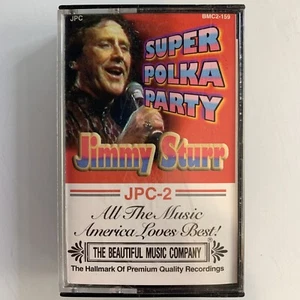 JPC BMC2-159
SUPER
POLKA
PARTY
Jimmy Sturr
JPC-2
All The Music
America Loves Best!
THE BEAUTIFUL MUSIC COMPANY
The Hallmark Of Premium Quality Recordings